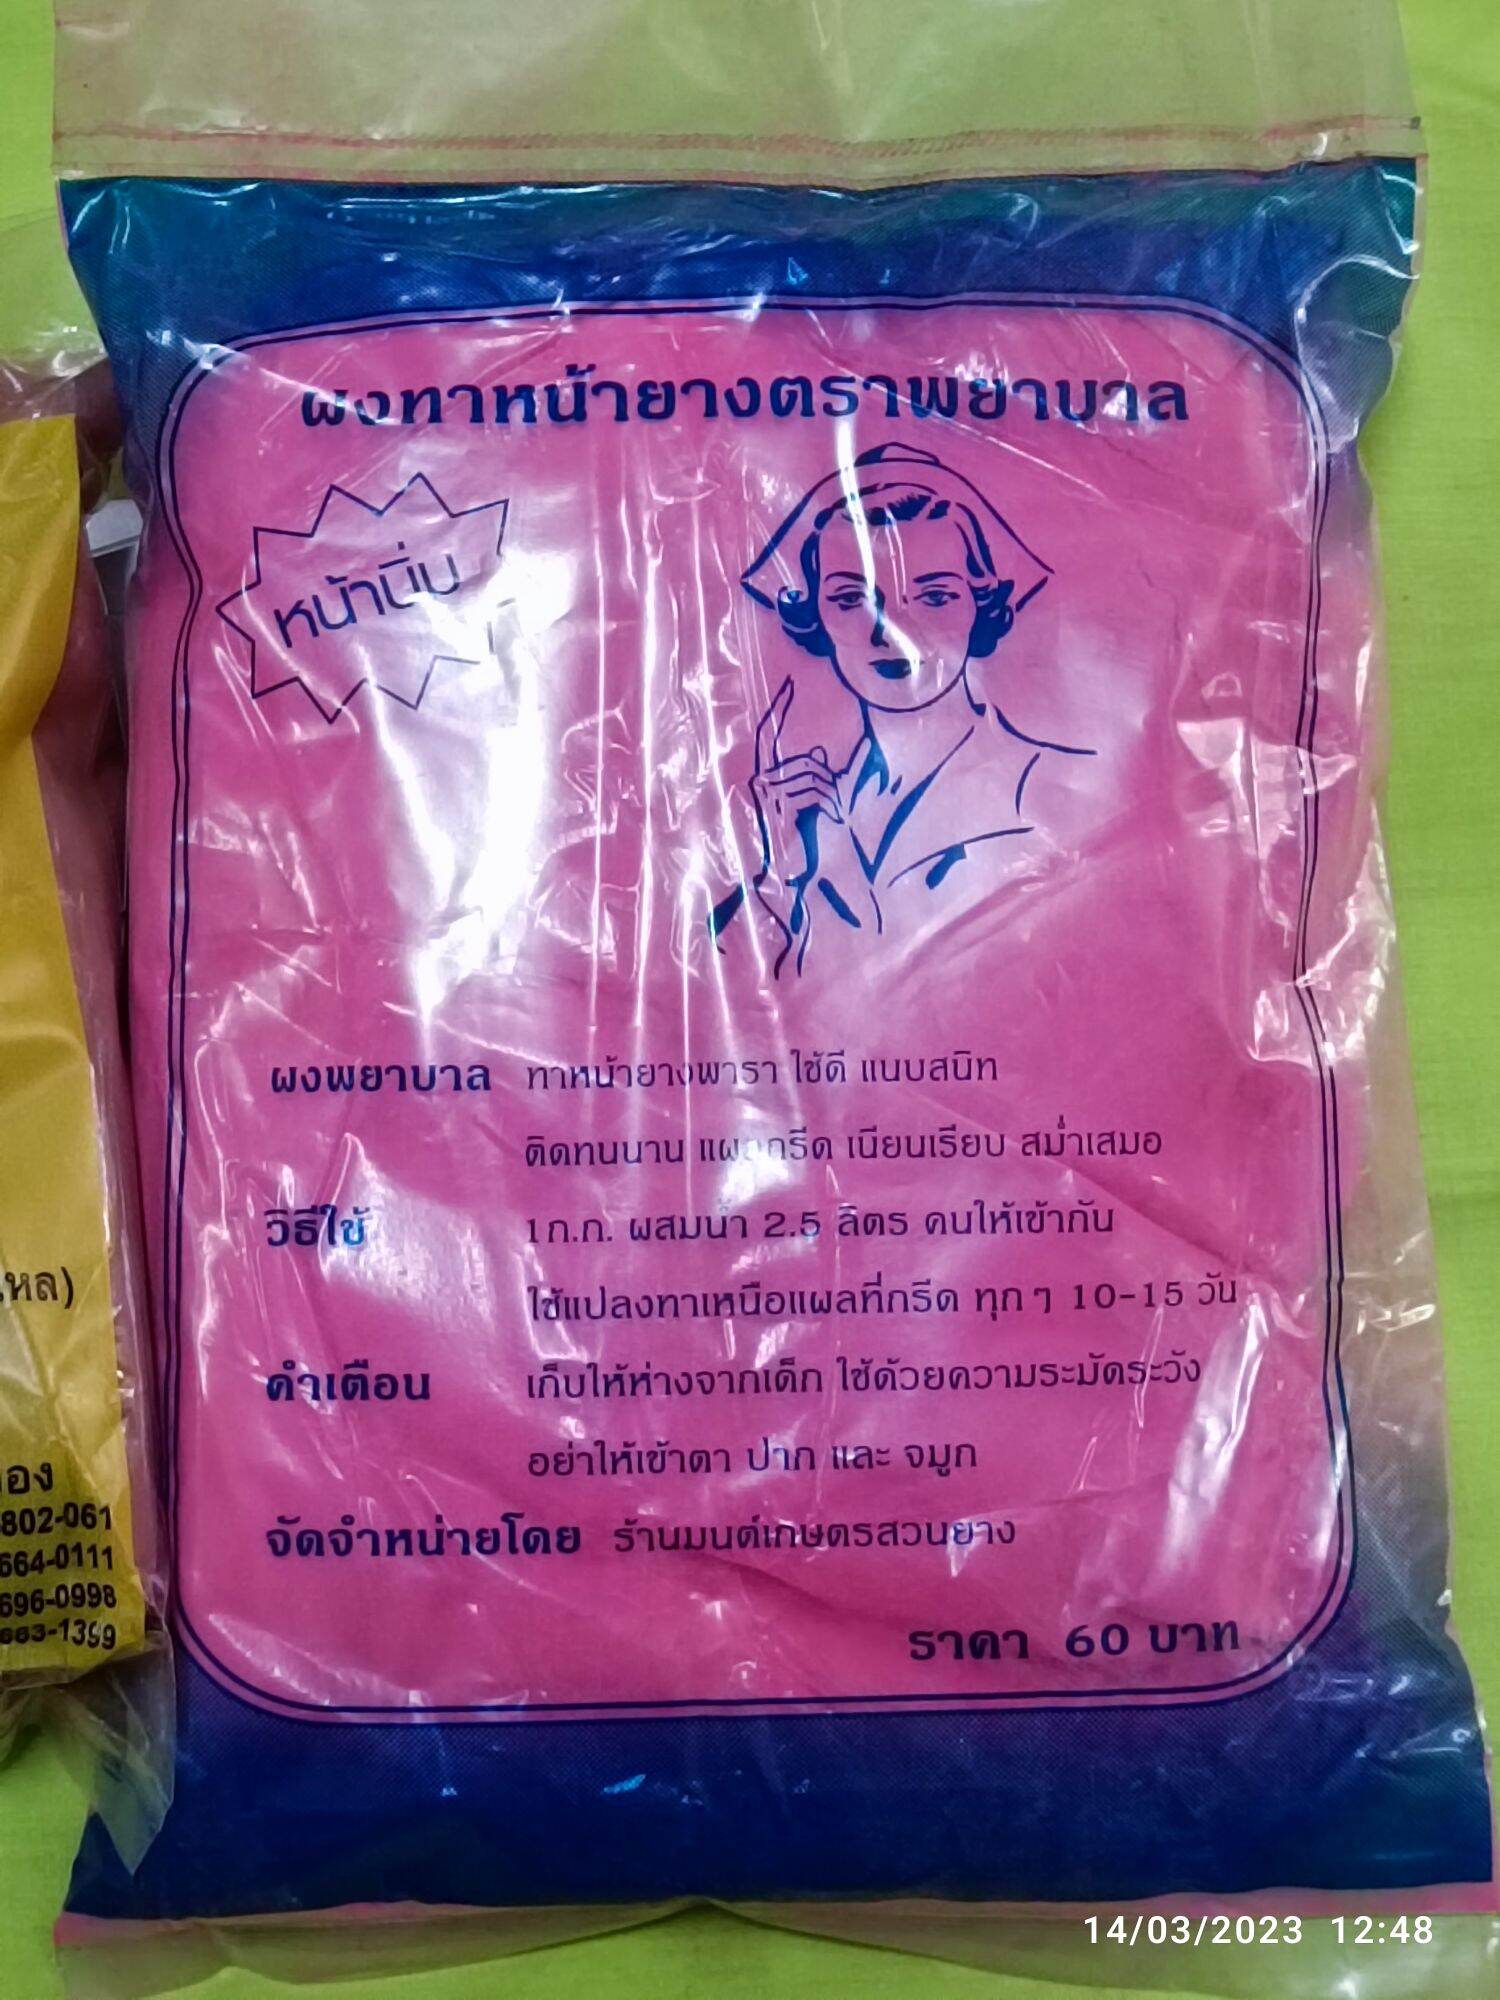 ผงทาหน้ายางตราพยาบาล
หน้านิ่ม
ผงพยาบาล ทาหน้ายางพารา ใช้ดี แนบสนิท
ติดทนนาน แผลกรีด เนียนเรียบ สม่ำเสมอ
วิธีใช้ 1 ก.ก. ผสมน้ำ 2.5 ลิตร คนให้เข้ากัน
ใช้แปลงทาเหนือแผลที่กรีด ทุก ๆ 10-15 วัน
คำเตือน เก็บให้ห่างจากเด็ก ใช้ด้วยความระมัดระวัง
อย่าให้เข้าตา ปาก และ จมูก
จัดจำหน่ายโดย ร้านมนต์เกษตรสวนยาง
ราคา 60 บาท
802-061
664-0111
696-0998
14/03/2023 12:48